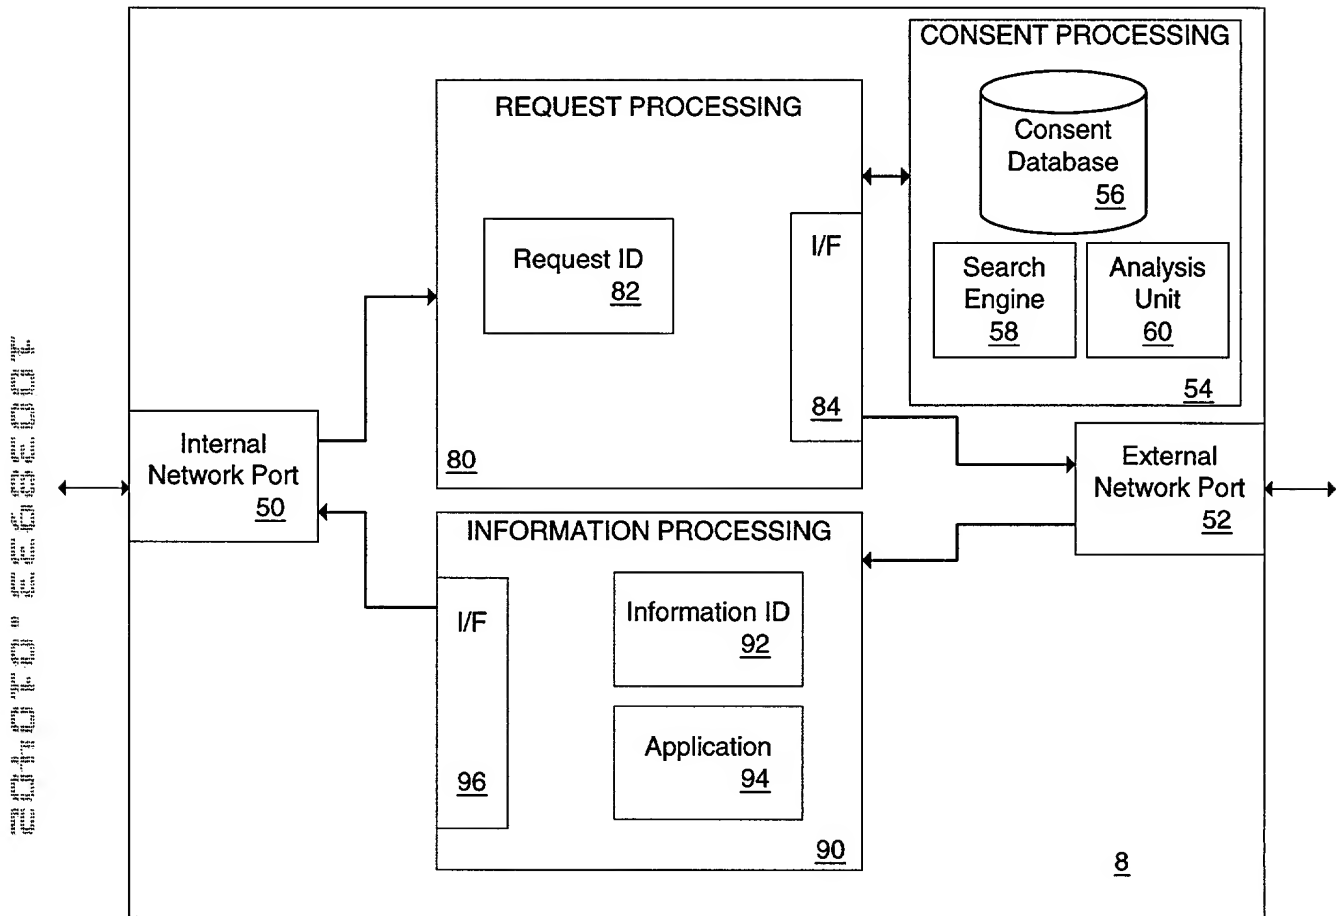 CONSENT PROCESSING
Consent
Database
56
Search
Engine
58
Analysis
Unit
60
54
REQUEST PROCESSING
Request ID
82
I/F
84
80
Internal
Network Port
50
External
Network Port
52
INFORMATION PROCESSING
I/F
96
Information ID
92
Application
94
90
8